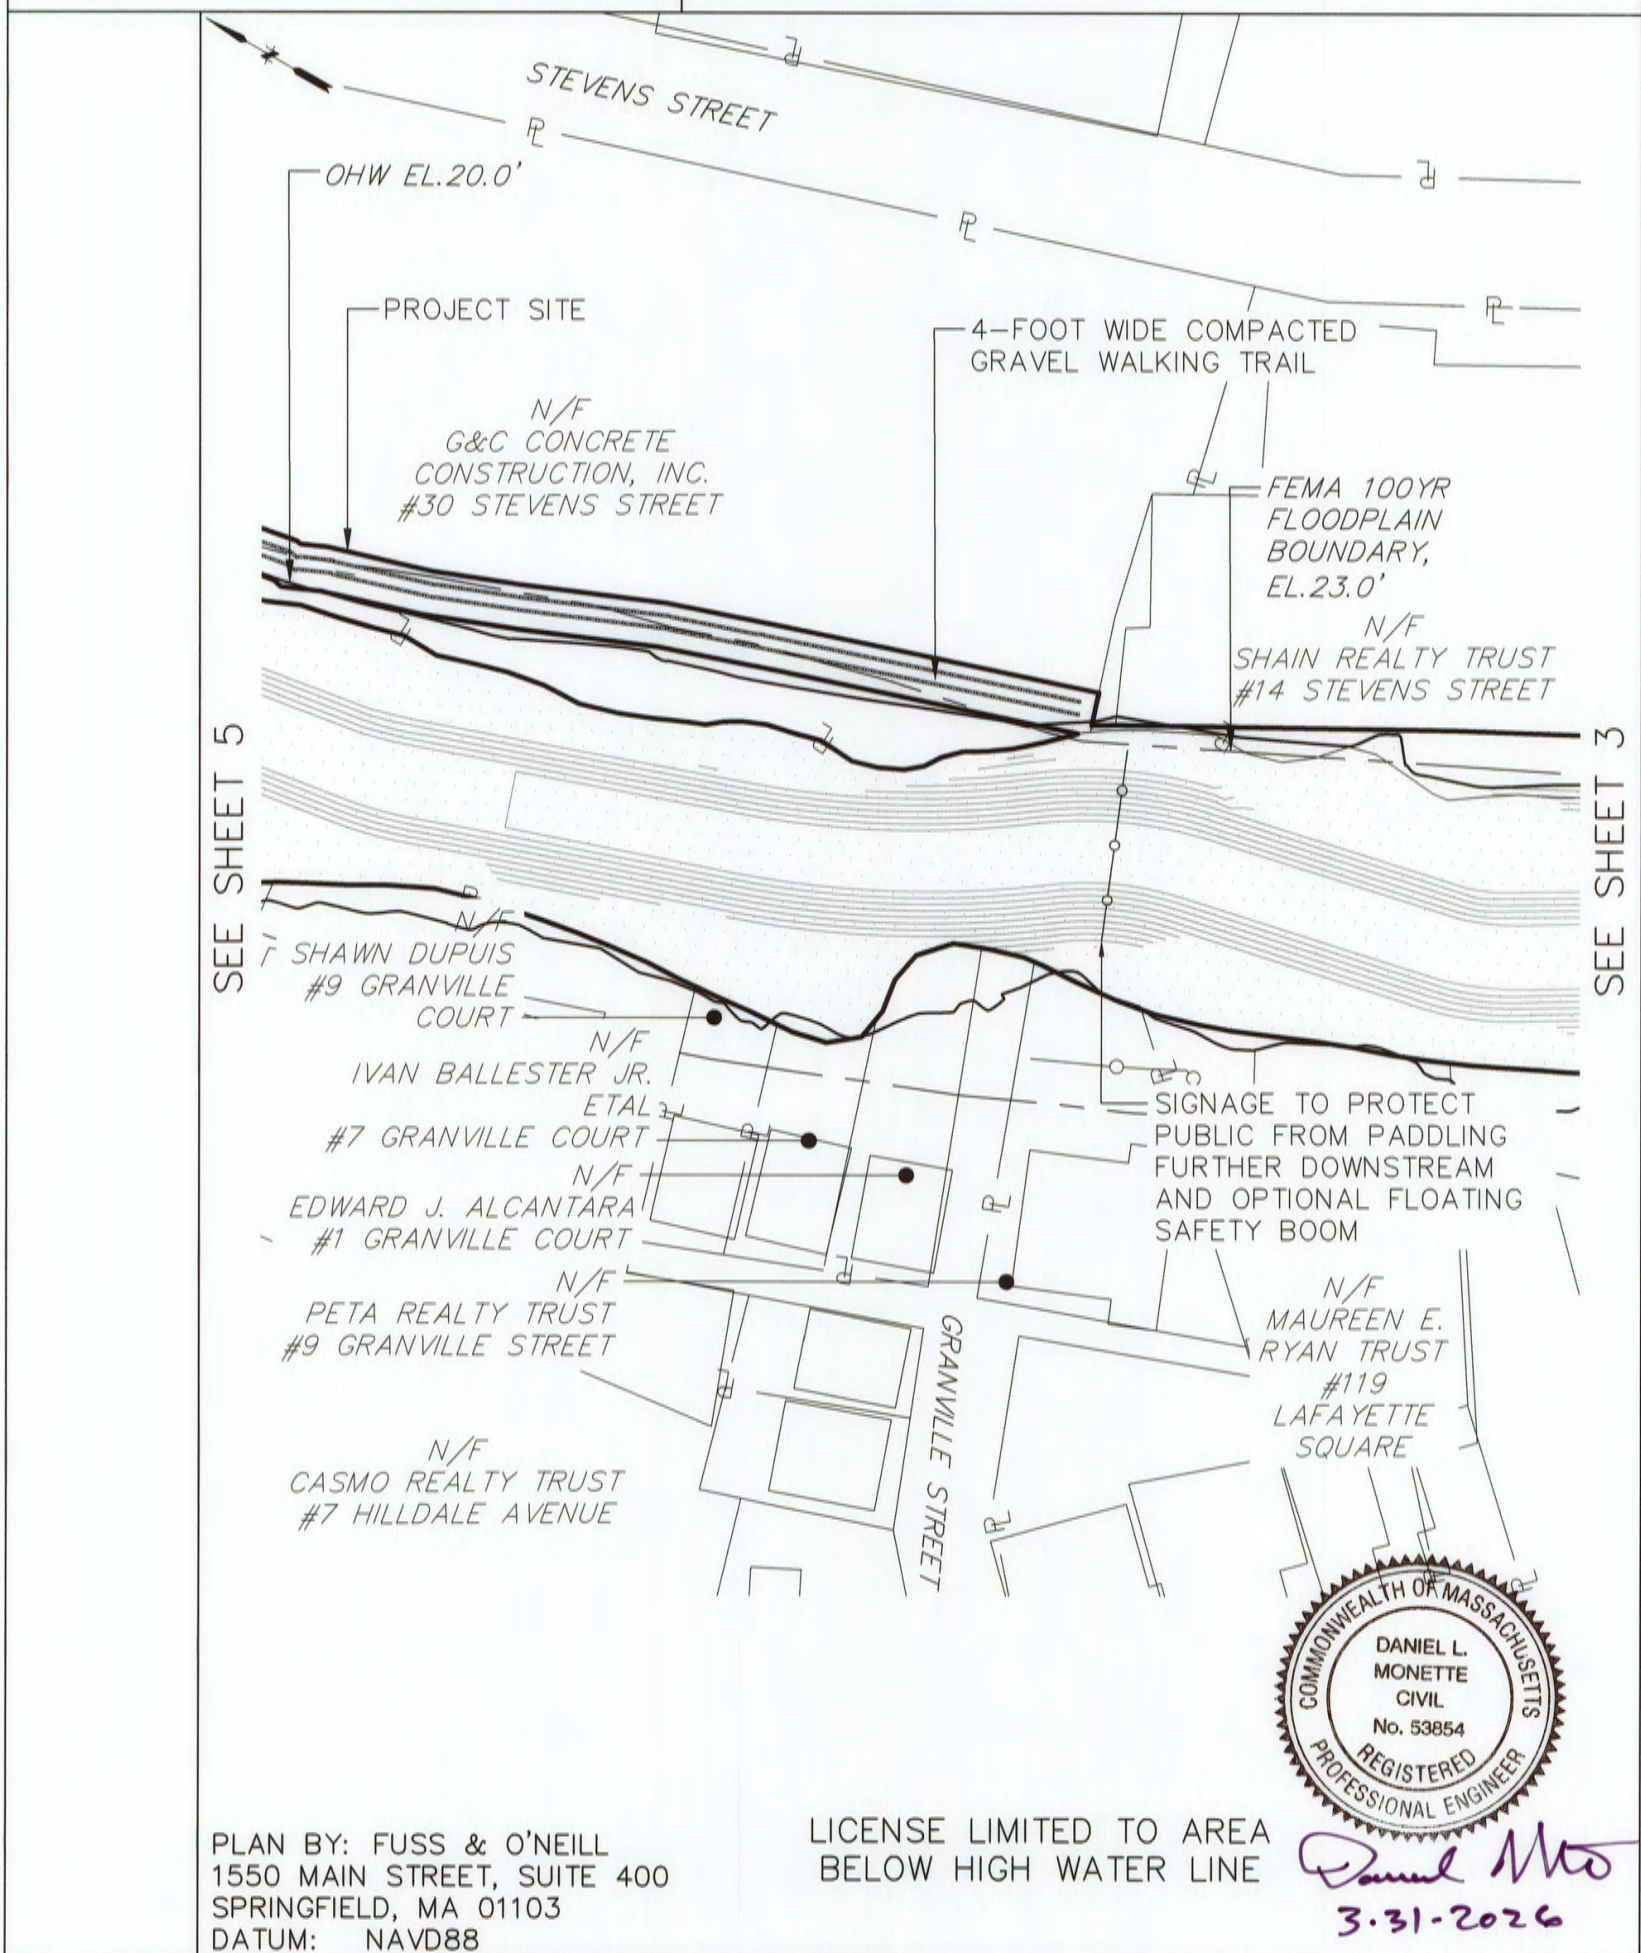 STEVENS STREET
OHW EL.20.0'
PROJECT SITE
4-FOOT WIDE COMPACTED
GRAVEL WALKING TRAIL
N/F
G&C CONCRETE
CONSTRUCTION, INC.
#30 STEVENS STREET
FEMA 100YR
FLOODPLAIN
BOUNDARY,
EL.23.0'
N/F
SHAIN REALTY TRUST
#14 STEVENS STREET
SEE SHEET 5
SEE SHEET 3
N/F
SHAWN DUPUIS
#9 GRANVILLE
COURT
N/F
IVAN BALLESTER JR.
ETAL
#7 GRANVILLE COURT
N/F
EDWARD J. ALCANTARA
#1 GRANVILLE COURT
N/F
PETA REALTY TRUST
#9 GRANVILLE STREET
N/F
CASMO REALTY TRUST
#7 HILLDALE AVENUE
GRANVILLE STREET
SIGNAGE TO PROTECT
PUBLIC FROM PADDLING
FURTHER DOWNSTREAM
AND OPTIONAL FLOATING
SAFETY BOOM
N/F
MAUREEN E.
RYAN TRUST
#119
LAFAYETTE
SQUARE
COMMONWEALTH OF MASSACHUSETTS
DANIEL L.
MONETTE
CIVIL
No. 53854
REGISTERED
PROFESSIONAL ENGINEER
PLAN BY: FUSS & O'NEILL
1550 MAIN STREET, SUITE 400
SPRINGFIELD, MA 01103
DATUM: NAVD88
LICENSE LIMITED TO AREA
BELOW HIGH WATER LINE
3-31-2026